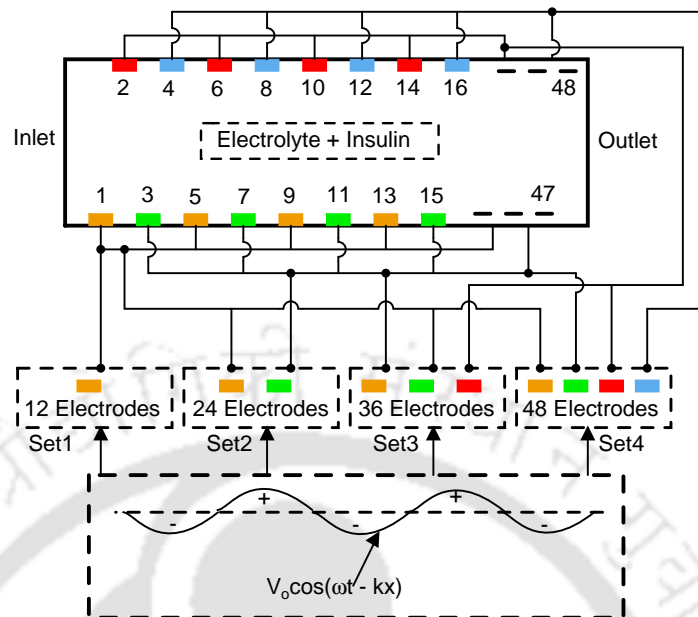 2 4 6 8 10 12 14 16 48
Inlet
Electrolyte + Insulin
Outlet
1 3 5 7 9 11 13 15 47
12 Electrodes
24 Electrodes
36 Electrodes
48 Electrodes
Set1
Set2
Set3
Set4
+ +
- - -
Vₒcos(ωt - kx)